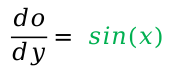 do/dy = sin(x)